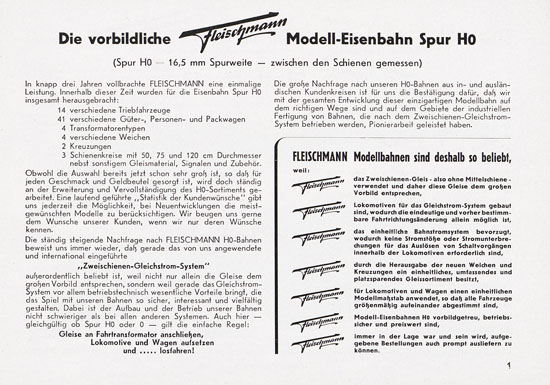 Die vorbildliche Fleischmann Modell-Eisenbahn Spur H0
(Spur H0 — 16,5 mm Spurweite — zwischen den Schienen gemessen)
In knapp drei Jahren vollbrachte FLEISCHMANN eine einmalige
Leistung. Innerhalb dieser Zeit wurden für die Eisenbahn Spur H0
insgesamt herausgebracht:
14 verschiedene Triebfahrzeuge
41 verschiedene Güter-, Personen- und Packwagen
4 Transformatorentypen
4 verschiedene Weichen
2 Kreuzungen
3 Schienenkreise mit 50, 75 und 120 cm Durchmesser
nebst sonstigem Gleismaterial, Signalen und Zubehör.
Obwohl die Auswahl bereits jetzt schon sehr groß ist, so daß für
jeden Geschmack und Geldbeutel gesorgt ist, wird doch ständig
an der Erweiterung und Vervollständigung des H0-Sortiments ge-
arbeitet. Eine laufend geführte „Statistik der Kundenwünsche" gibt
uns jederzeit die Möglichkeit, bei Neuentwicklungen die meist-
gewünschten Modelle zu berücksichtigen. Wir beugen uns gerne
dem Wunsche unserer Kunden, wenn wir nur deren Wünsche
kennen.
Die ständig steigende Nachfrage nach FLEISCHMANN H0-Bahnen
beweist uns immer wieder, daß gerade das von uns angewendete
und international eingeführte
„Zweischienen-Gleichstrom-System"
außerordentlich beliebt ist, weil nur allein die Gleise dem
großen Vorbild entsprechen, sondern weil gerade das Gleichstrom-
System vor allem betriebstechnisch wesentliche Vorteile bringt, die
das Spiel mit unseren Bahnen so sicher, interessant und vielfältig
gestalten. Dabei ist der Aufbau und der Betrieb unserer Bahnen
nicht schwieriger als bei allen anderen Systemen. Auch hier —
gleichgültig ob Spur H0 oder 0 — gilt die einfache Regel:
Gleise an Fahrtransformator anschließen,
Lokomotive und Wagen aufsetzen
und ..... losfahren!
Die große Nachfrage nach unseren H0-Bahnen aus in- und auslän-
dischen Kundenkreisen ist für uns die Bestätigung dafür, daß wir
mit der gesamten Entwicklung dieser einzigartigen Modellbahn auf
dem richtigen Wege sind und auf dem Gebiete der industriellen
Fertigung von Bahnen, die nach dem Zweischienen-Gleichstrom-
System betrieben werden, Pionierarbeit geleistet haben.
FLEISCHMANN Modellbahnen sind deshalb so beliebt,
weil:
Fleischmann das Zweischienen-Gleis - also ohne Mittelschiene -
verwendet und daher diese Gleise dem großen
Vorbild entsprechen,
Fleischmann Lokomotiven für das Gleichstrom-System gebaut
sind, wodurch die eindeutige und vorher bestimm-
bare Fahrtrichtungsänderung allein möglich ist,
Fleischmann das einheitliche Bahnstromsystem bevorzugt,
wodurch keine Stromstöße oder Stromunterbre-
chungen für das Auslösen von Schaltvorgängen
innerhalb der Lokomotiven erforderlich sind,
Fleischmann durch die Herausgabe der neuen Weichen und
Kreuzungen ein einheitliches, umfassendes und
platzsparendes Gleissortiment bereithält,
Fleischmann für Lokomotiven und Wagen einen einheitlichen
Modellmaßstab anwendet, so daß alle Fahrzeuge
größenmäßig aufeinander abgestimmt sind,
Fleischmann Modell-Eisenbahnen H0 vorbildgetreu, betriebs-
sicher und preiswert sind,
Fleischmann immer in der Lage war und sein wird, aufge-
gebene Bestellungen auch prompt ausliefern zu
können.
1